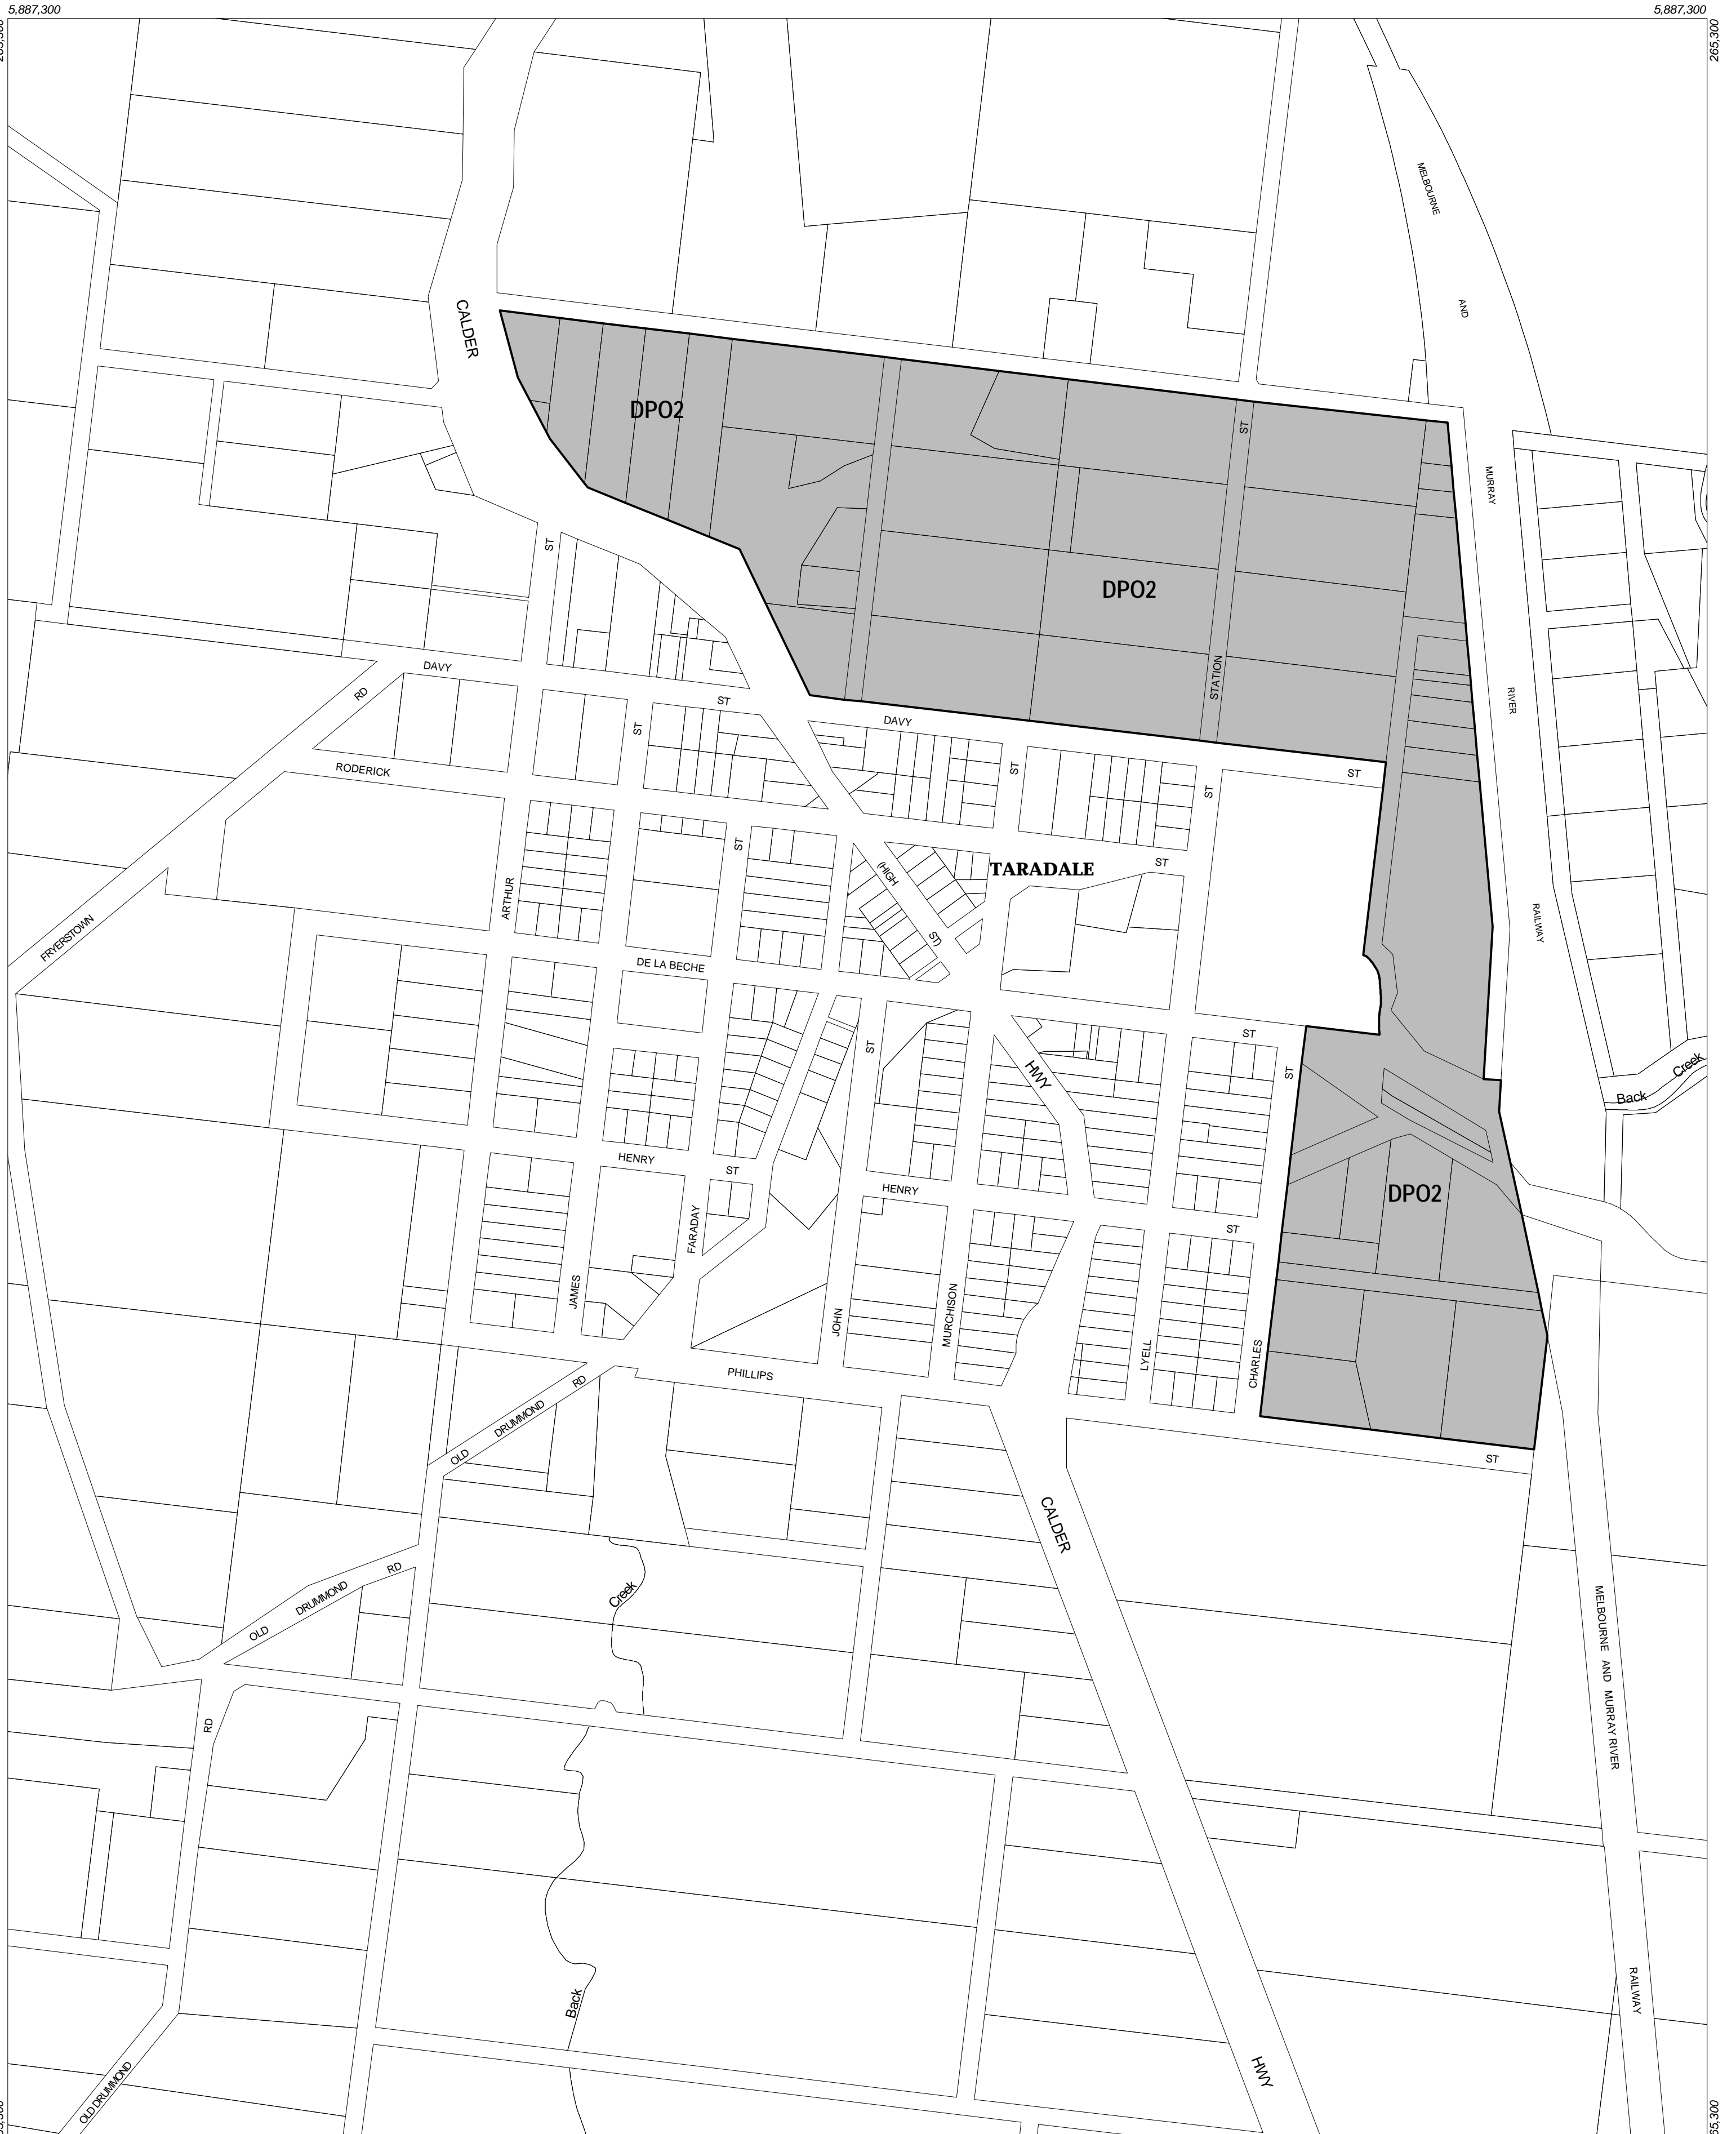 5,887,300
5,887,300
265,300
MELBOURNE
AND
CALDER
DPO2
ST
MURRAY
ST
DPO2
DAVY
STATION
RD
ST
RIVER
ST
DAVY
RODERICK
ST
ST
ST
ST
TARADALE
(HIGH
ARTHUR
FRYERSTOWN
RAILWAY
ST)
DE LA BECHE
ST
ST
ST
HWY
Creek
Back
HENRY
ST
HENRY
DPO2
FARADAY
ST
JAMES
JOHN
MURCHISON
LYELL
CHARLES
PHILLIPS
RD
DRUMMOND
OLD
ST
CALDER
RD
DRUMMOND
OLD
Creek
MELBOURNE AND MURRAY RIVER
RD
RAILWAY
Back
HWY
OLD DRUMMOND